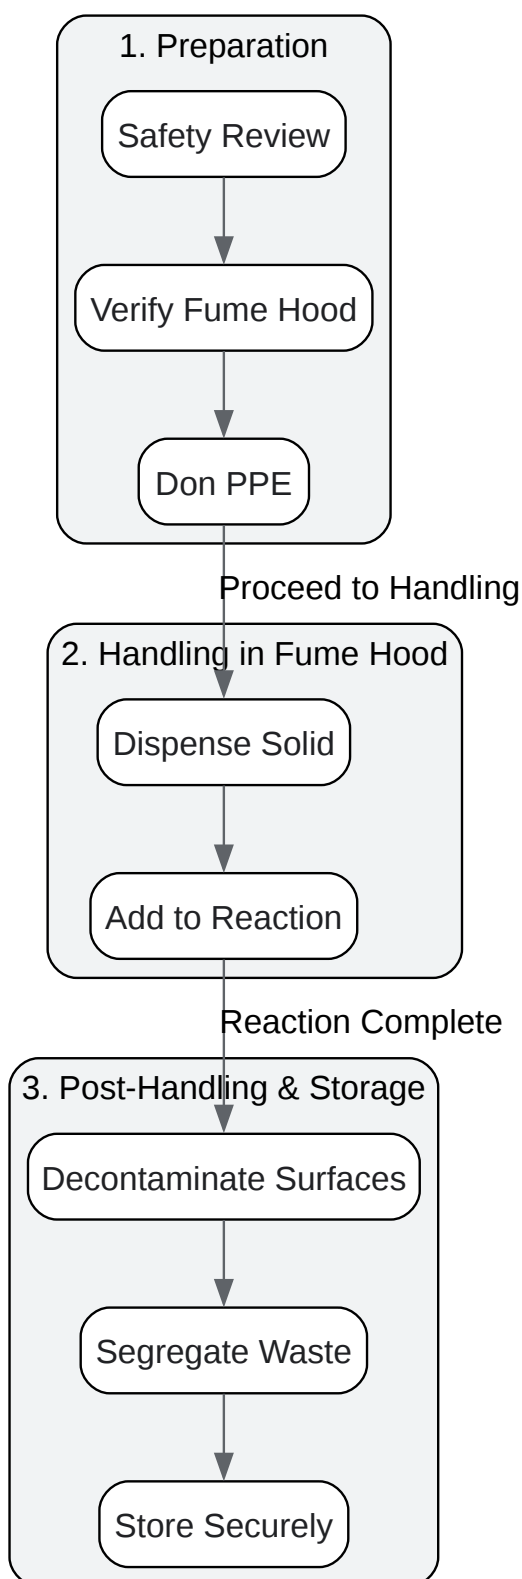 1. Preparation
Safety Review
Verify Fume Hood
Don PPE
Proceed to Handling
2. Handling in Fume Hood
Dispense Solid
Add to Reaction
Reaction Complete
3. Post-Handling & Storage
Decontaminate Surfaces
Segregate Waste
Store Securely